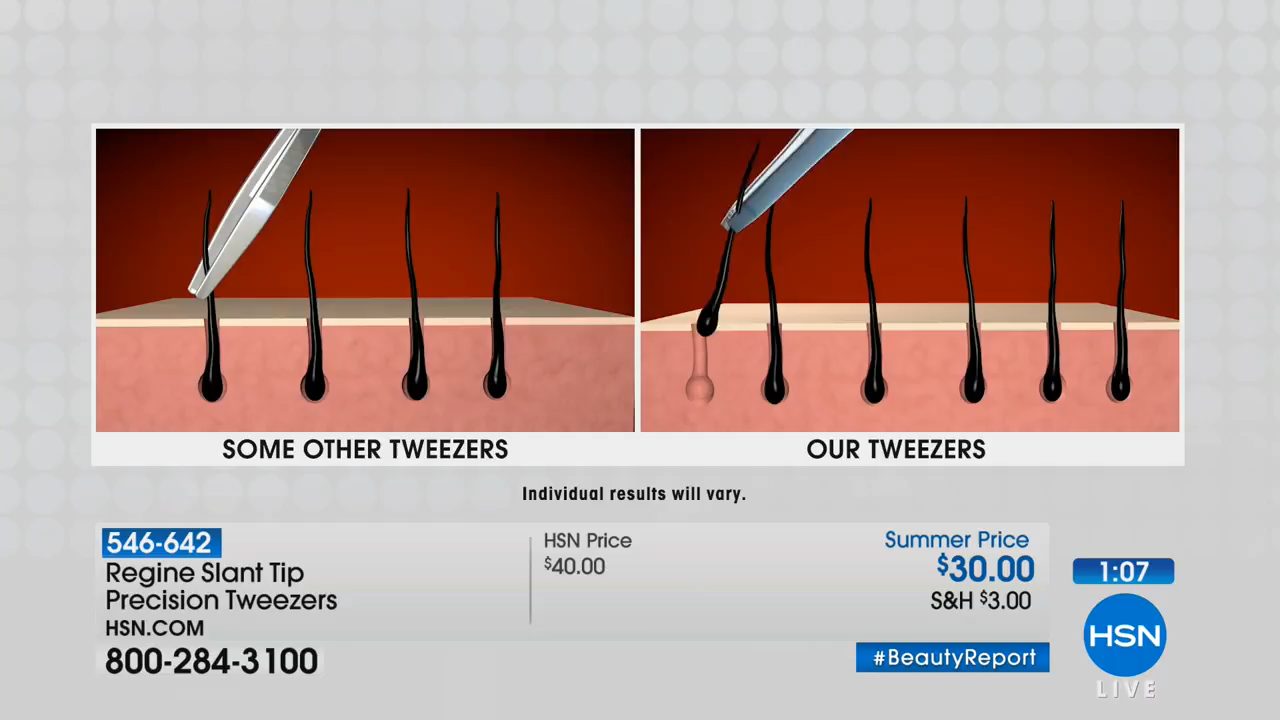 SOME OTHER TWEEZERS
OUR TWEEZERS
Individual results will vary.
546-642
Regine Slant Tip
Precision Tweezers
HSN.COM
800-284-3100
HSN Price
$40.00
Summer Price
$30.00
S&H $3.00
#BeautyReport
1:07
HSN
LIVE